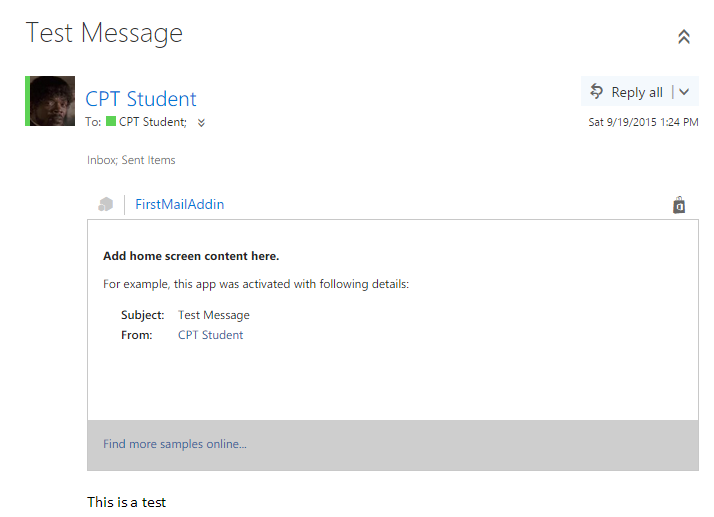 Test Message
CPT Student
Reply all
To: CPT Student;
Sat 9/19/2015 1:24 PM
Inbox; Sent Items
FirstMailAddin
Add home screen content here.
For example, this app was activated with following details:
Subject: Test Message
From: CPT Student
Find more samples online...
This is a test